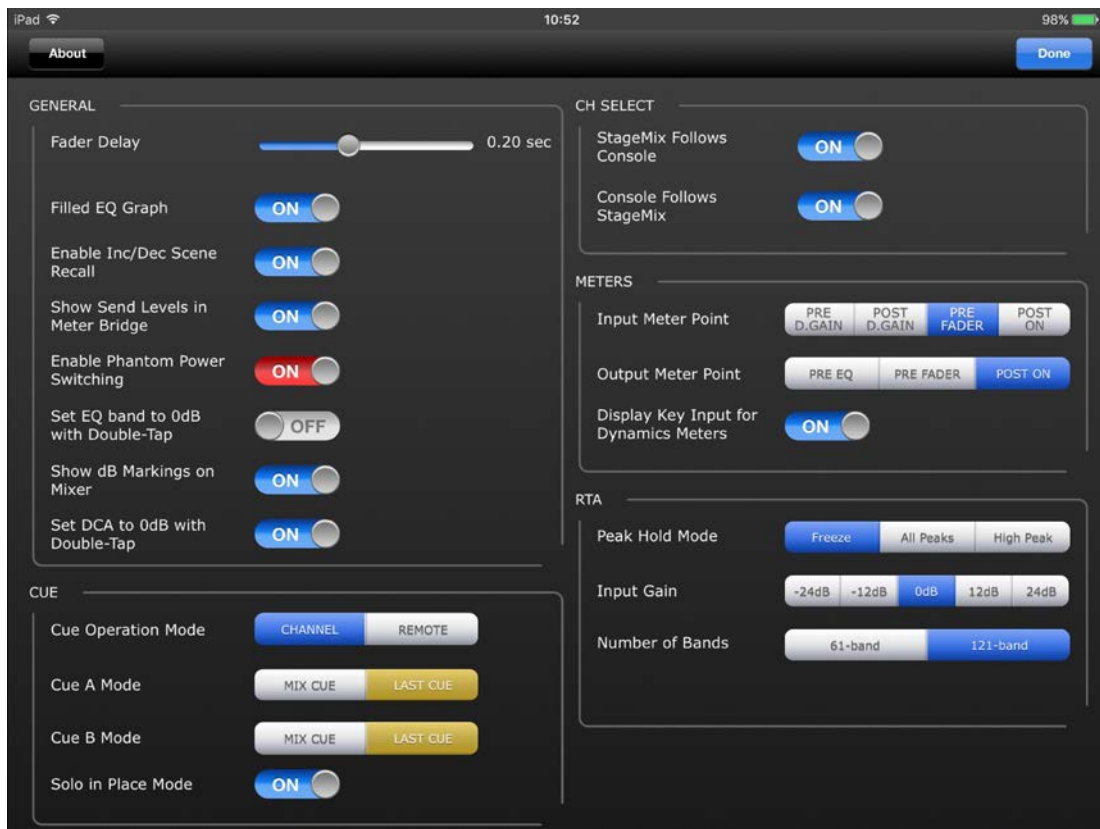 iPad 10:52 98%
About Done
GENERAL
Fader Delay 0.20 sec
Filled EQ Graph ON
Enable Inc/Dec Scene
Recall ON
Show Send Levels in
Meter Bridge ON
Enable Phantom Power
Switching ON
Set EQ band to 0dB
with Double-Tap OFF
Show dB Markings on
Mixer ON
Set DCA to 0dB with
Double-Tap ON
CUE
Cue Operation Mode CHANNEL REMOTE
Cue A Mode MIX CUE LAST CUE
Cue B Mode MIX CUE LAST CUE
Solo in Place Mode ON
CH SELECT
StageMix Follows
Console ON
Console Follows
StageMix ON
METERS
Input Meter Point PRE D.GAIN POST D.GAIN PRE FADER POST ON
Output Meter Point PRE EQ PRE FADER POST ON
Display Key Input for
Dynamics Meters ON
RTA
Peak Hold Mode Freeze All Peaks High Peak
Input Gain -24dB -12dB 0dB 12dB 24dB
Number of Bands 61-band 121-band